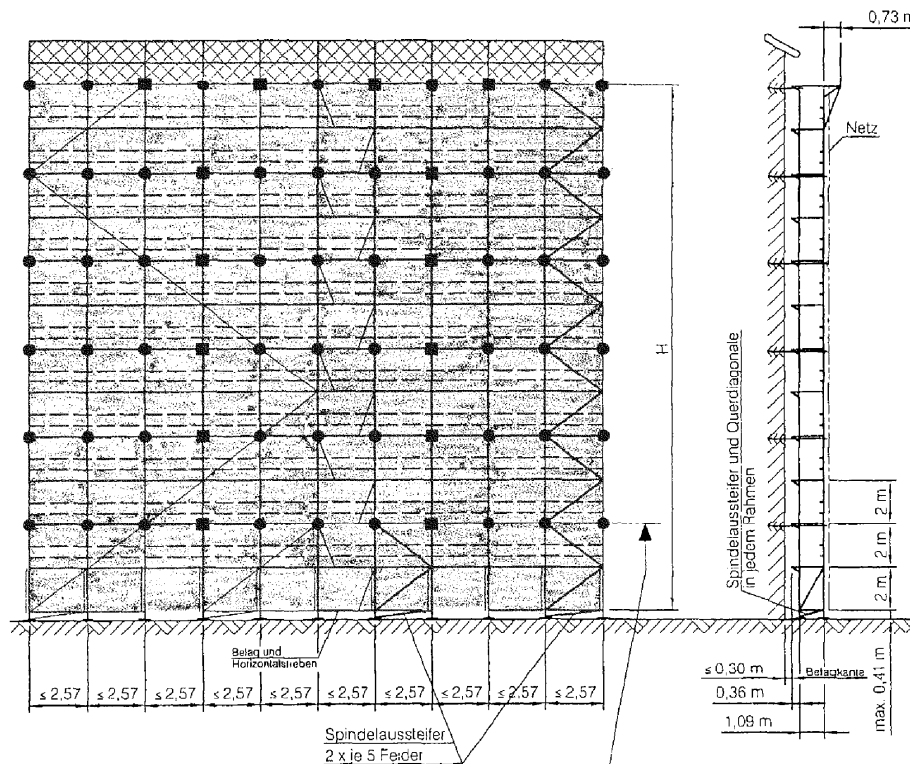 0,73 m
Netz
H
Spindelaussteifer und Querdiagonale
in jedem Rahmen
2 m
2 m
2 m
Belag und
Horizontalstreben
≤ 2,57 ≤ 2,57 ≤ 2,57 ≤ 2,57 ≤ 2,57 ≤ 2,57 ≤ 2,57 ≤ 2,57 ≤ 2,57 ≤ 2,57
≤ 0,30 m
Belagkante
0,36 m
1,09 m
max. 0,41 m
Spindelaussteifer
2 x je 5 Felder